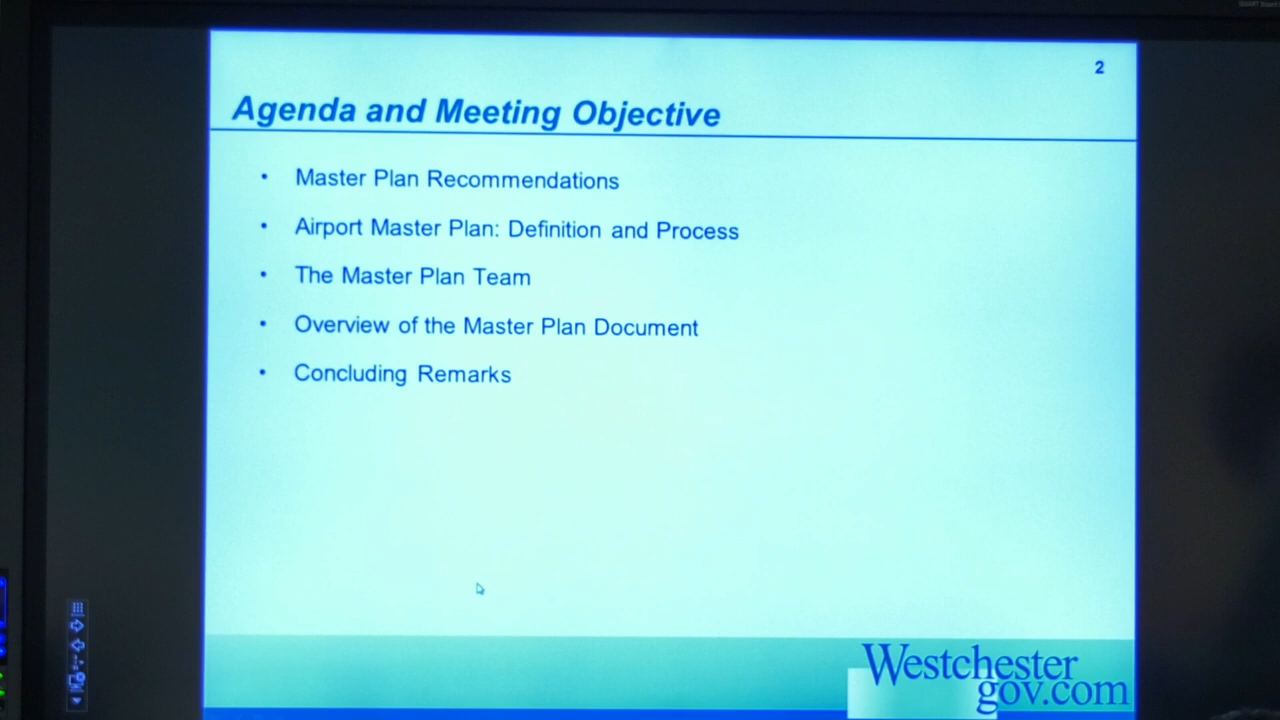 2
Agenda and Meeting Objective
• Master Plan Recommendations
• Airport Master Plan: Definition and Process
• The Master Plan Team
• Overview of the Master Plan Document
• Concluding Remarks
Westchester
gov.com